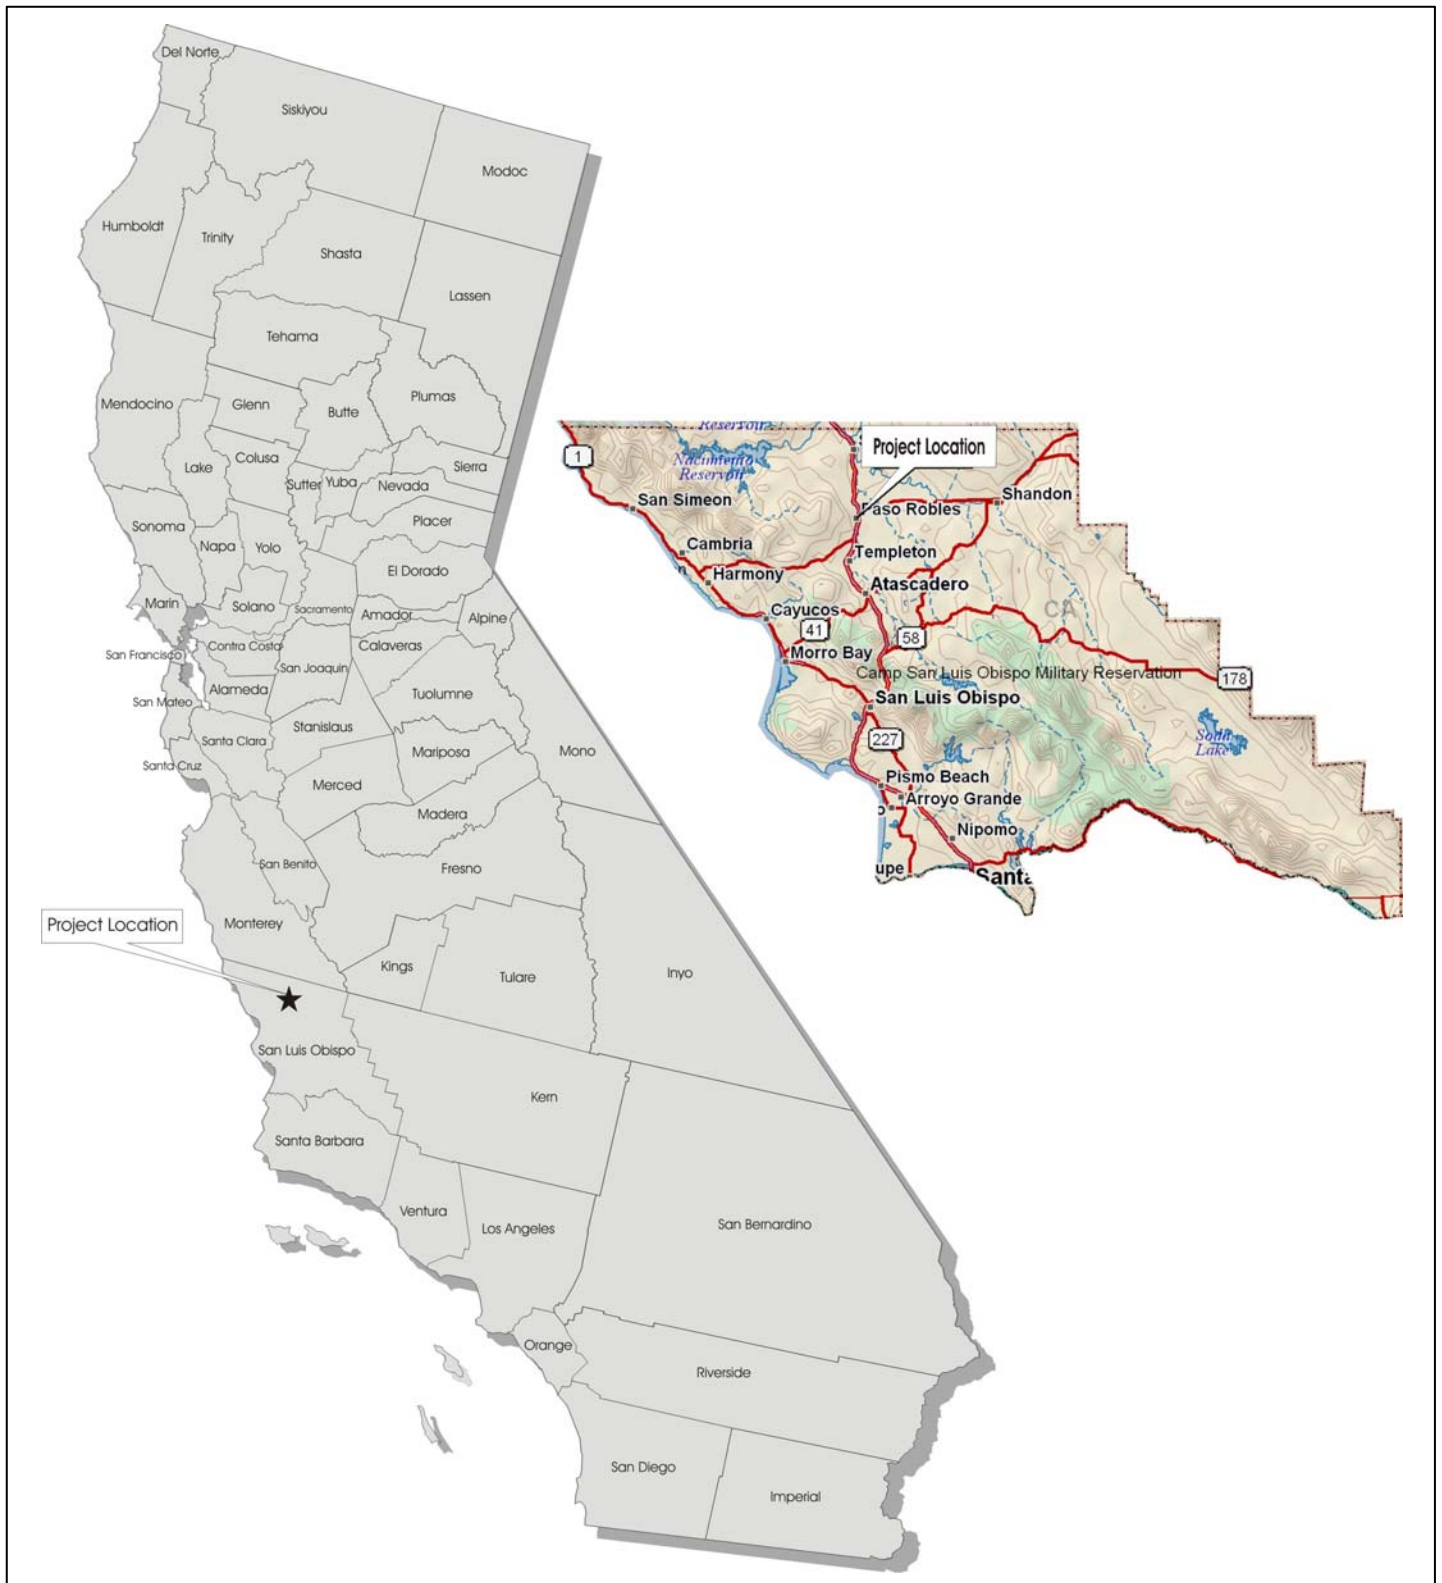 Del Norte
Siskiyou
Modoc
Humboldt
Trinity
Shasta
Lassen
Tehama
Mendocino
Glenn
Butte
Plumas
Lake
Colusa
Sutter
Yuba
Nevada
Sierra
Placer
Sonoma
Napa
Yolo
El Dorado
Marin
Solano
Sacramento
Amador
Alpine
San Francisco
Contra Costa
San Joaquin
Calaveras
Alameda
Tuolumne
San Mateo
Stanislaus
Santa Clara
Mariposa
Mono
Santa Cruz
Merced
Madera
San Benito
Fresno
Monterey
Project Location
Kings
Tulare
Inyo
San Luis Obispo
Kern
Santa Barbara
Ventura
Los Angeles
San Bernardino
Orange
Riverside
San Diego
Imperial
Reservoir
Project Location
1
Nacimiento
Reservoir
San Simeon
Shandon
Paso Robles
Cambria
Templeton
Harmony
Atascadero
Cayucos
CA
41
58
Morro Bay
Camp San Luis Obispo Military Reservation
178
San Luis Obispo
227
Soda
Lake
Pismo Beach
Arroyo Grande
Nipomo
upe
Santa